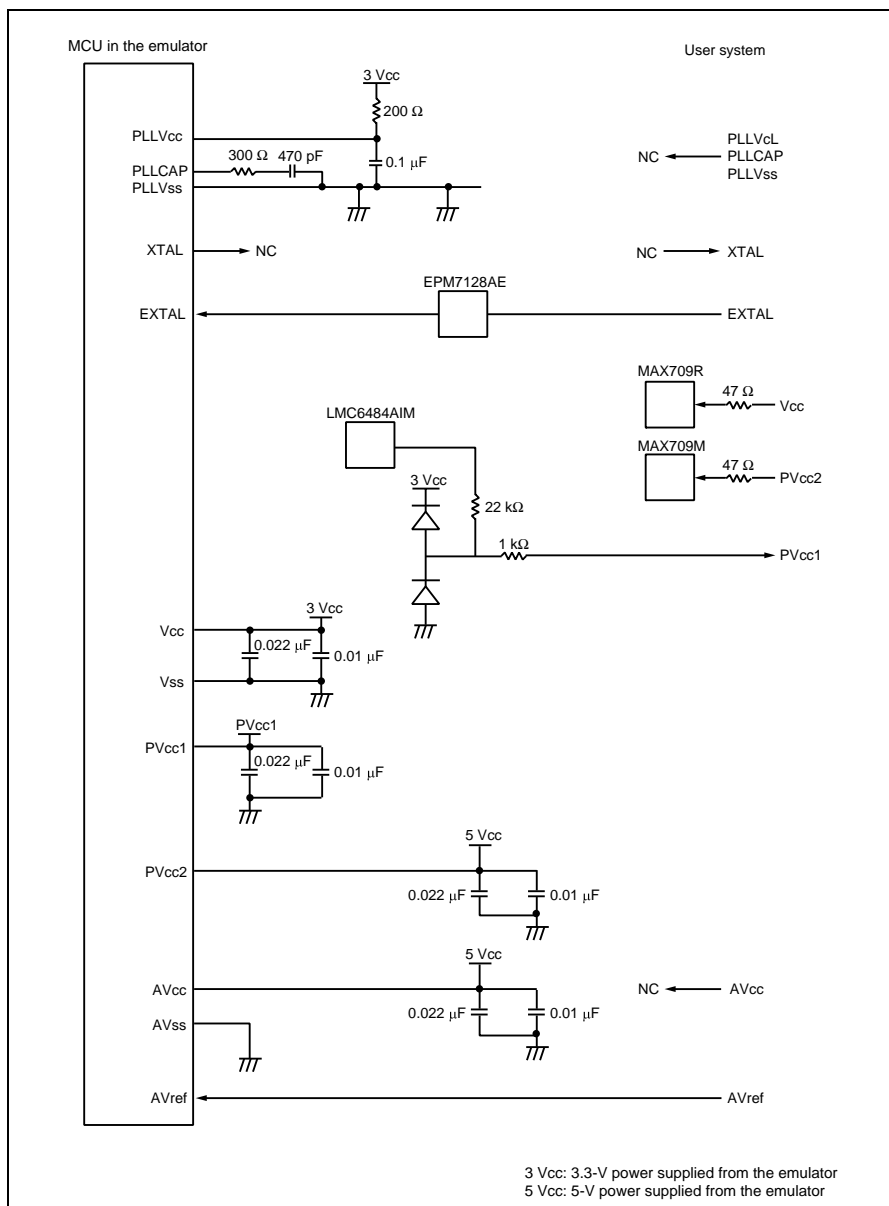 MCU in the emulator
User system
3 Vcc
200 Ω
PLLVcc
PLLVcL
300 Ω
470 pF
0.1 μF
NC
PLLCAP
PLLCAP
PLLVss
PLLVss
XTAL
NC
NC
XTAL
EPM7128AE
EXTAL
EXTAL
MAX709R
47 Ω
Vcc
LMC6484AIM
MAX709M
47 Ω
PVcc2
3 Vcc
22 kΩ
1 kΩ
PVcc1
3 Vcc
Vcc
0.022 μF
0.01 μF
Vss
PVcc1
PVcc1
0.022 μF
0.01 μF
5 Vcc
PVcc2
0.022 μF
0.01 μF
5 Vcc
AVcc
NC
AVcc
0.022 μF
0.01 μF
AVss
AVref
AVref
3 Vcc: 3.3-V power supplied from the emulator
5 Vcc: 5-V power supplied from the emulator